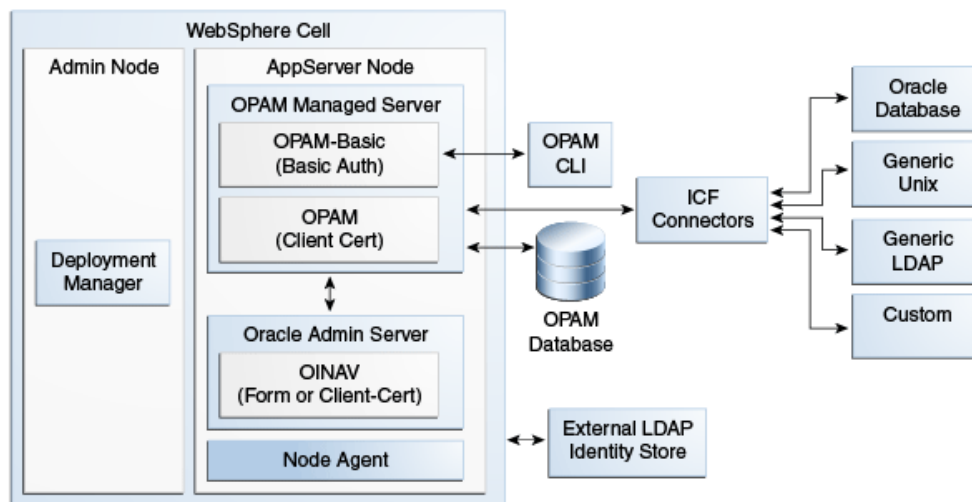 WebSphere Cell
Admin Node
Deployment
Manager
AppServer Node
OPAM Managed Server
OPAM-Basic
(Basic Auth)
OPAM
(Client Cert)
Oracle Admin Server
OINAV
(Form or Client-Cert)
Node Agent
OPAM
CLI
OPAM
Database
External LDAP
Identity Store
ICF
Connectors
Oracle
Database
Generic
Unix
Generic
LDAP
Custom